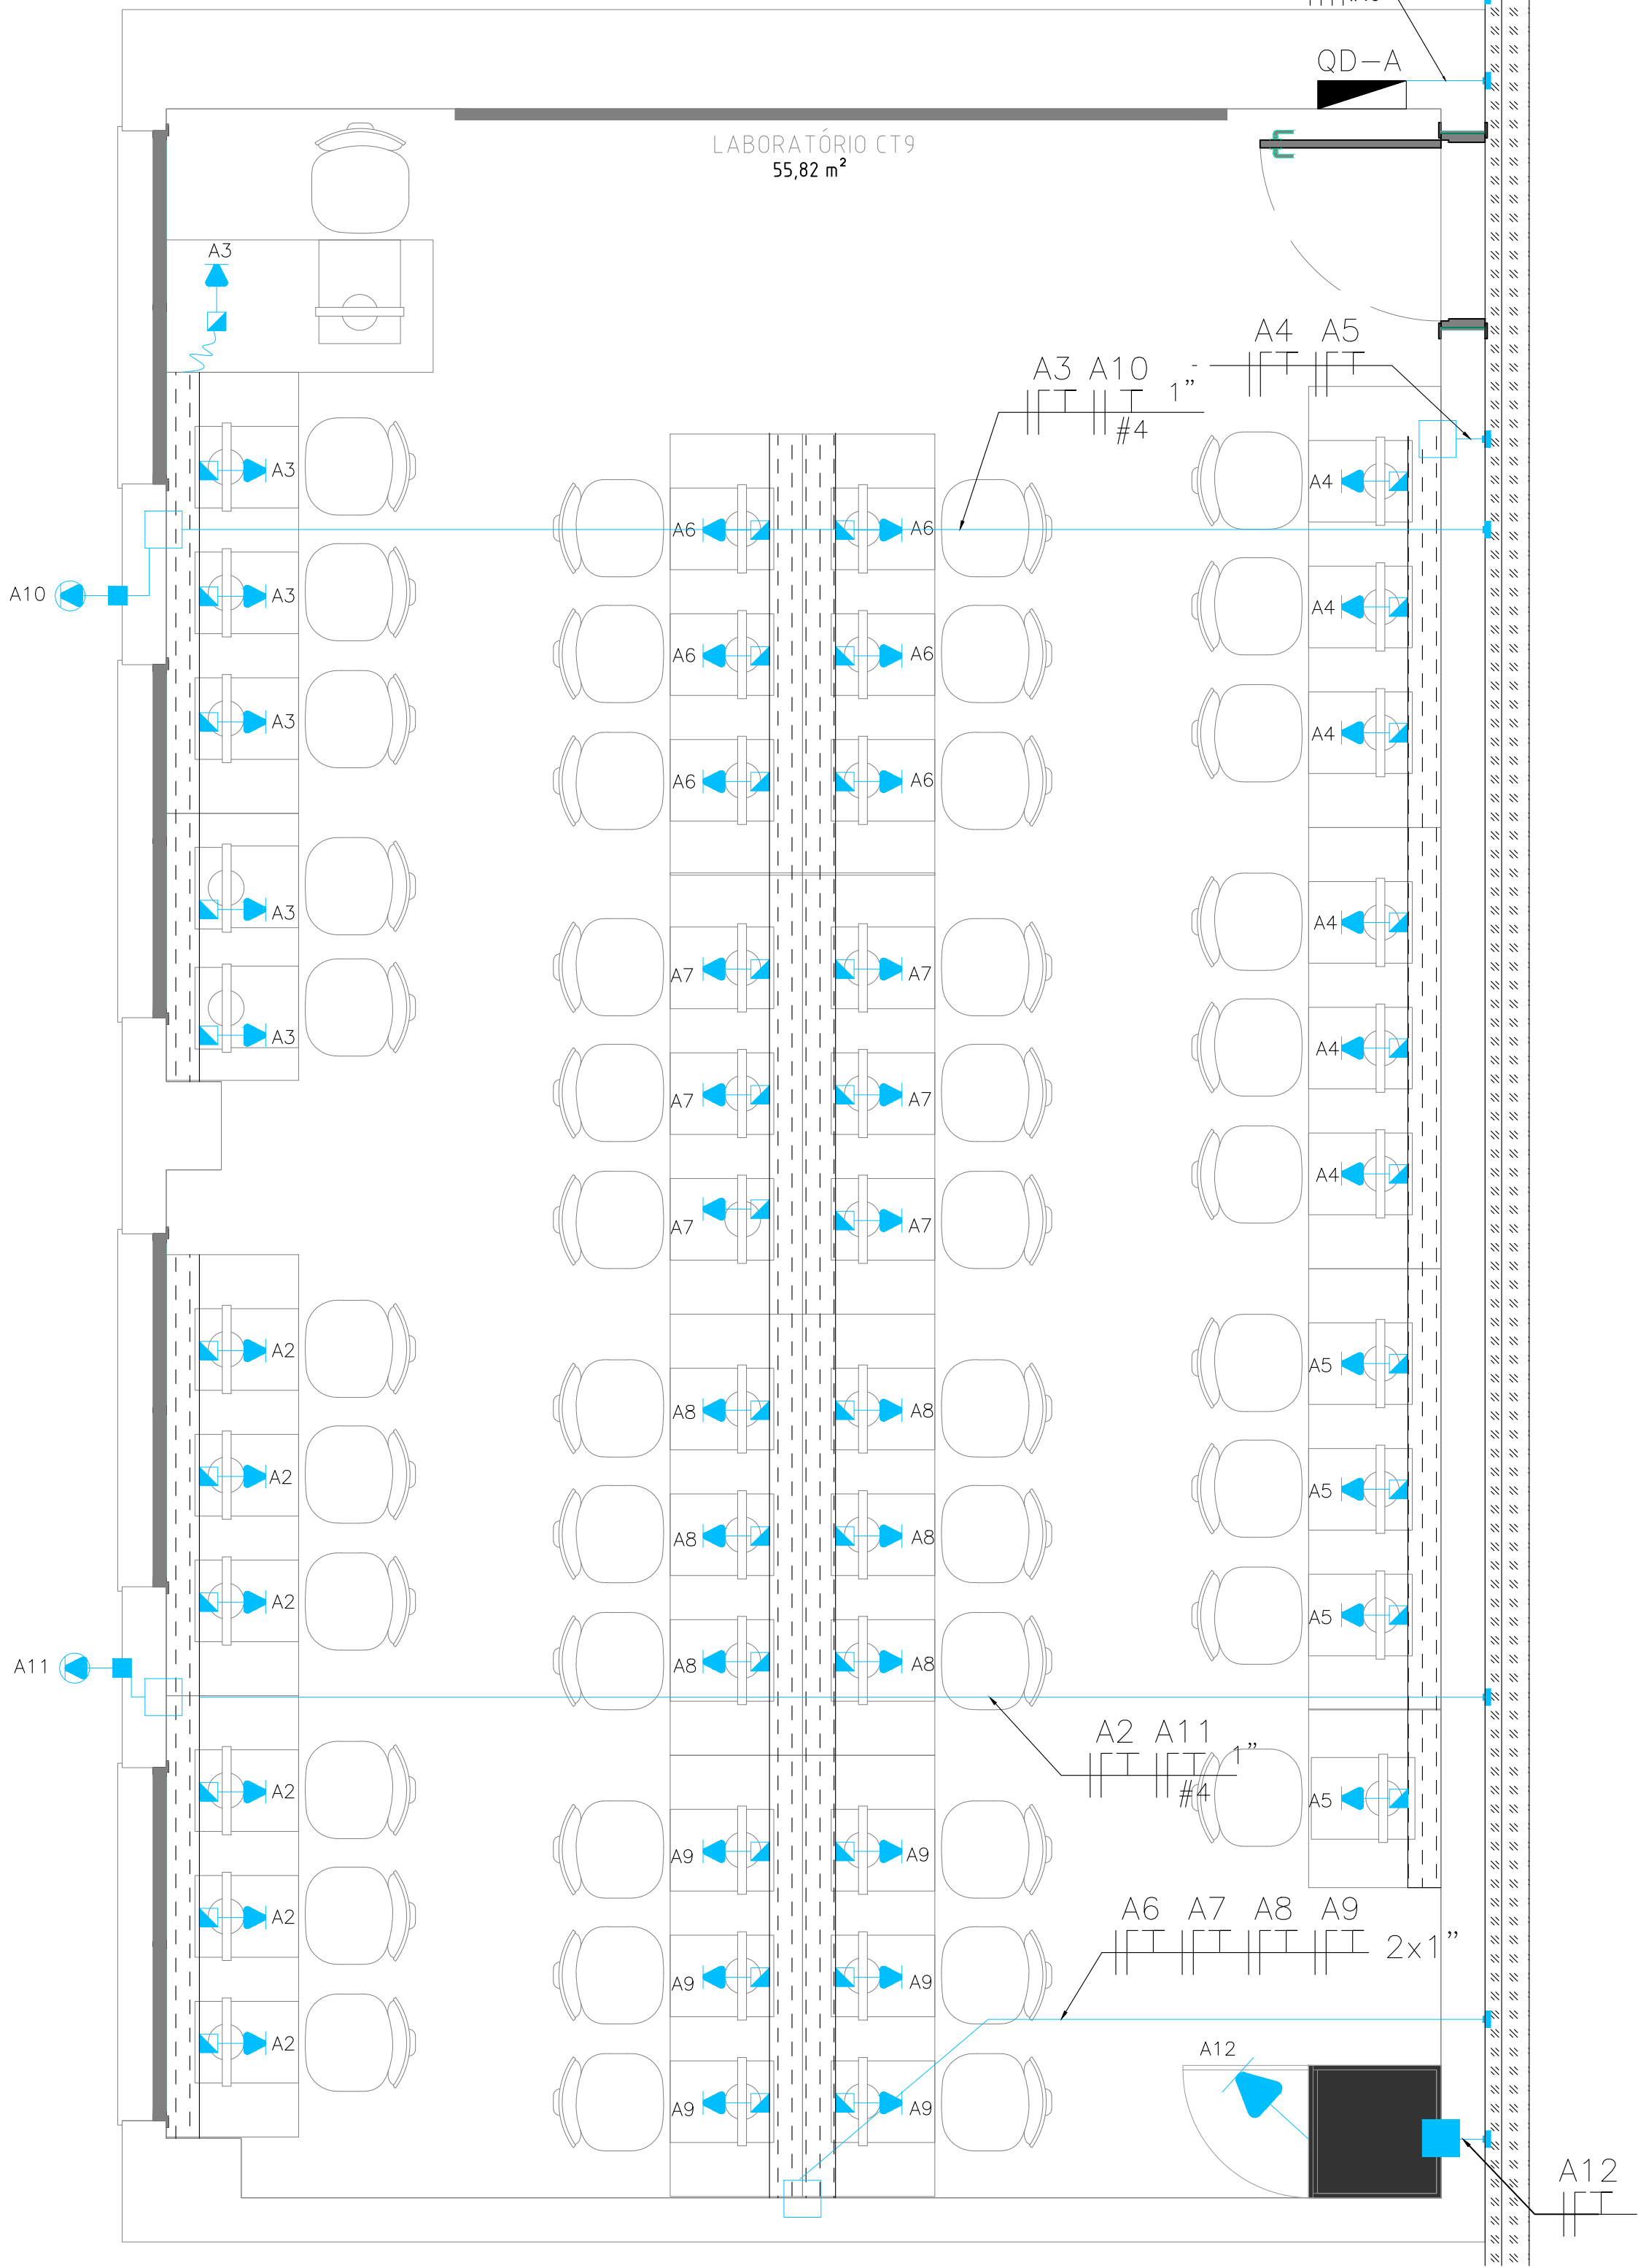 QD-A
LABORATÓRIO CT9
55,82 m²
A3
A4 A5
A3 A10 1”
#4
A3
A6
A6
A4
A10
A3
A6
A6
A4
A3
A6
A6
A4
A3
A7
A7
A4
A3
A7
A7
A4
A7
A7
A4
A2
A8
A8
A5
A2
A8
A8
A5
A2
A8
A8
A5
A11
A2 A11 1”
#4
A2
A9
A9
A5
A2
A9
A9
A6 A7 A8 A9 2x1”
A2
A9
A9
A12
A12